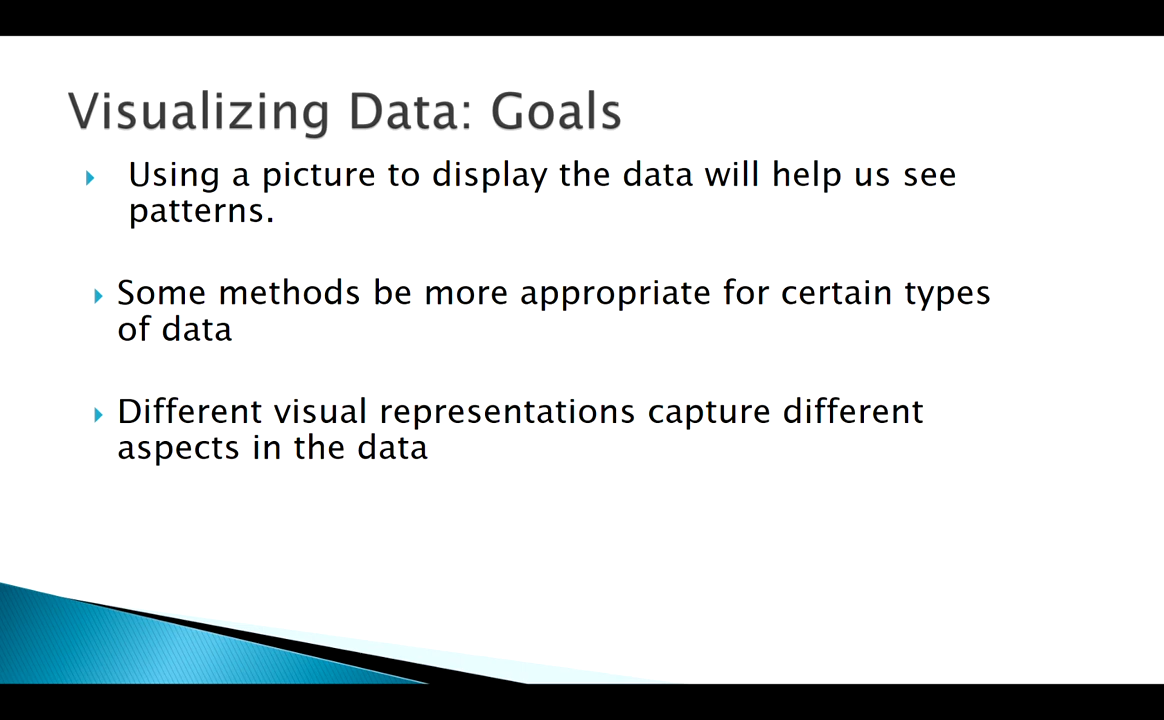 Visualizing Data: Goals
Using a picture to display the data will help us see
patterns.
Some methods be more appropriate for certain types
of data
Different visual representations capture different
aspects in the data